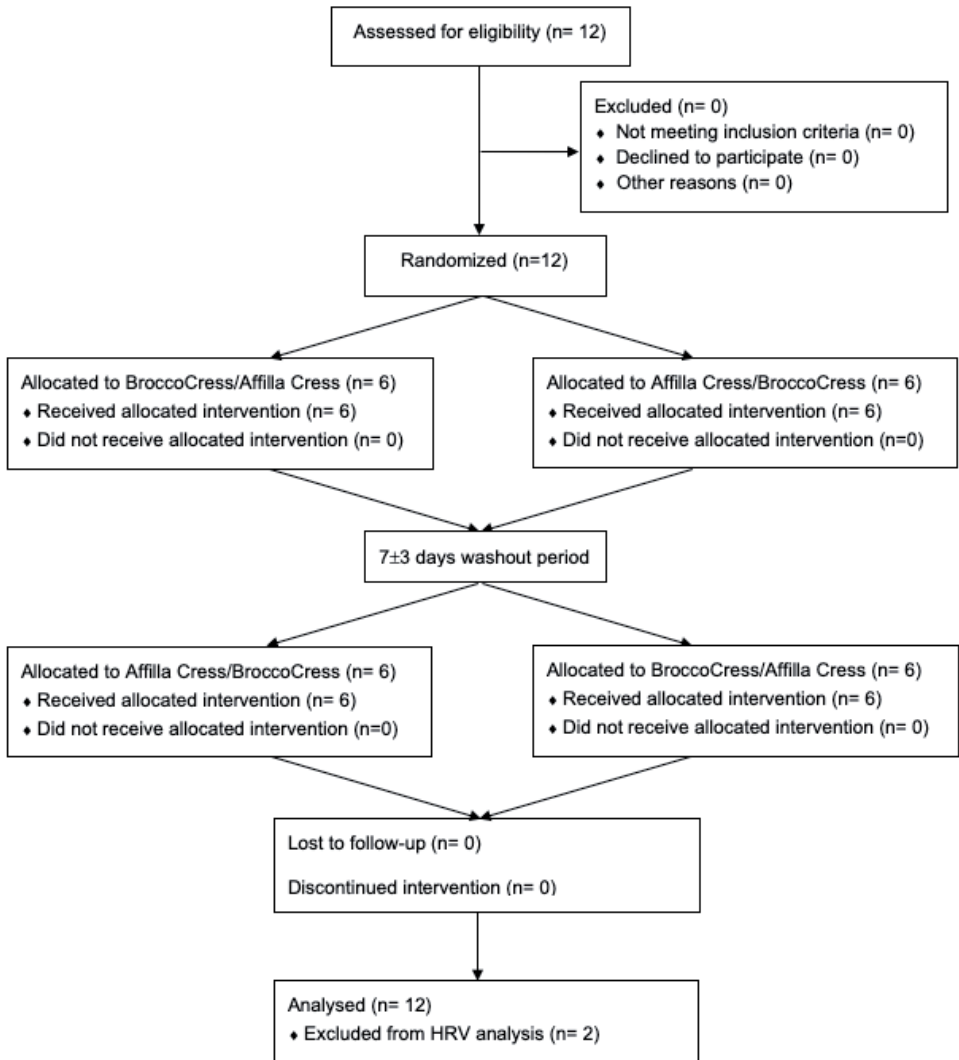 Assessed for eligibility (n= 12)
Excluded (n= 0)
♦ Not meeting inclusion criteria (n= 0)
♦ Declined to participate (n= 0)
♦ Other reasons (n= 0)
Randomized (n=12)
Allocated to BroccoCress/Affilla Cress (n= 6)
♦ Received allocated intervention (n= 6)
♦ Did not receive allocated intervention (n= 0)
Allocated to Affilla Cress/BroccoCress (n= 6)
♦ Received allocated intervention (n= 6)
♦ Did not receive allocated intervention (n=0)
7±3 days washout period
Allocated to Affilla Cress/BroccoCress (n= 6)
♦ Received allocated intervention (n= 6)
♦ Did not receive allocated intervention (n=0)
Allocated to BroccoCress/Affilla Cress (n= 6)
♦ Received allocated intervention (n= 6)
♦ Did not receive allocated intervention (n= 0)
Lost to follow-up (n= 0)
Discontinued intervention (n= 0)
Analysed (n= 12)
♦ Excluded from HRV analysis (n= 2)